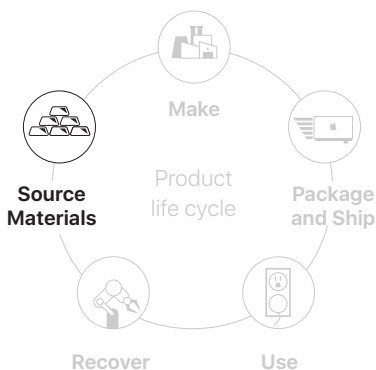 Make
Source
Materials
Product
life cycle
Package
and Ship
Recover
Use